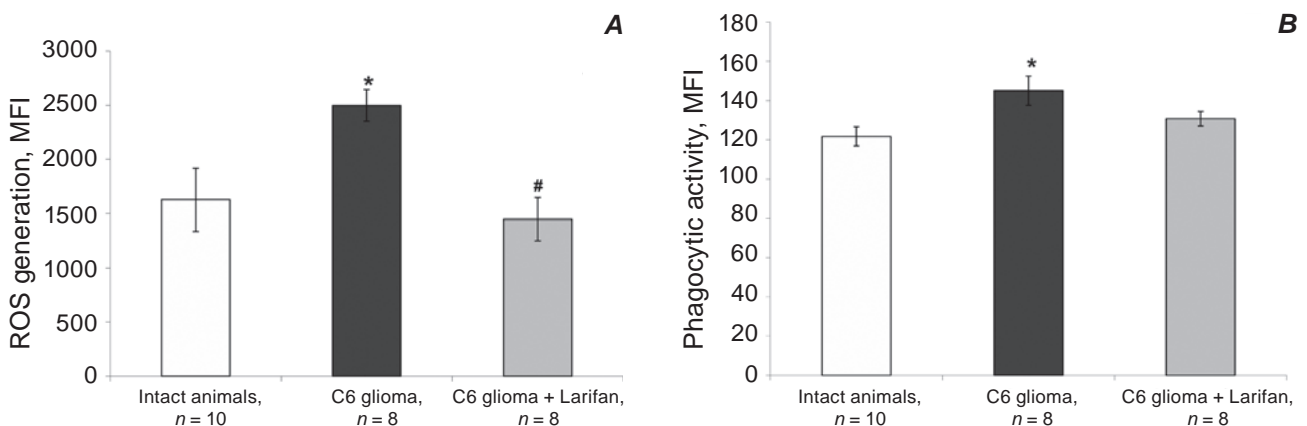 A
ROS generation, MFI
3000
2500
2000
1500
1000
500
0
*
#
Intact animals,
n = 10
C6 glioma,
n = 8
C6 glioma + Larifan,
n = 8
B
Phagocytic activity, MFI
180
160
140
120
100
80
60
40
20
0
*
Intact animals,
n = 10
C6 glioma,
n = 8
C6 glioma + Larifan,
n = 8